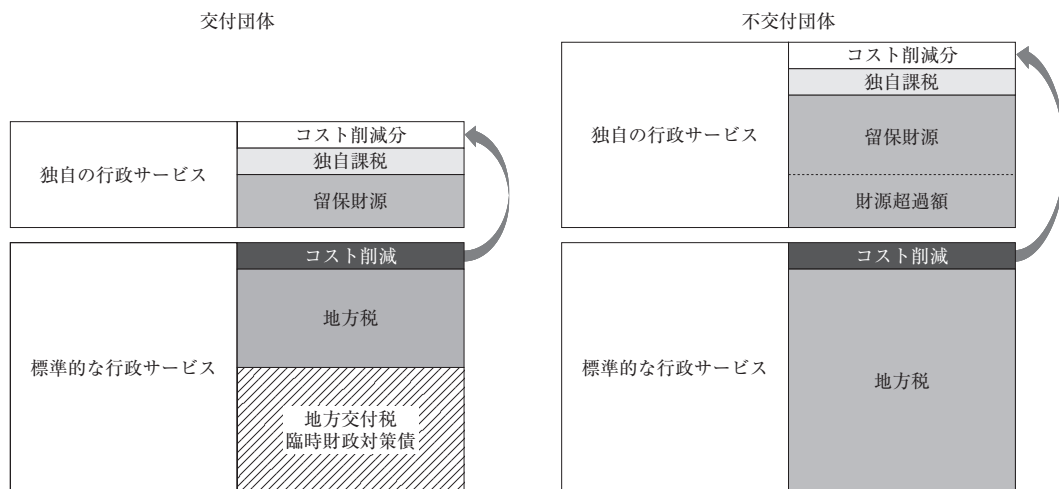 交付団体
独自の行政サービス
コスト削減分
独自課税
留保財源
標準的な行政サービス
コスト削減
地方税
地方交付税
臨時財政対策債
不交付団体
独自の行政サービス
コスト削減分
独自課税
留保財源
財源超過額
標準的な行政サービス
コスト削減
地方税